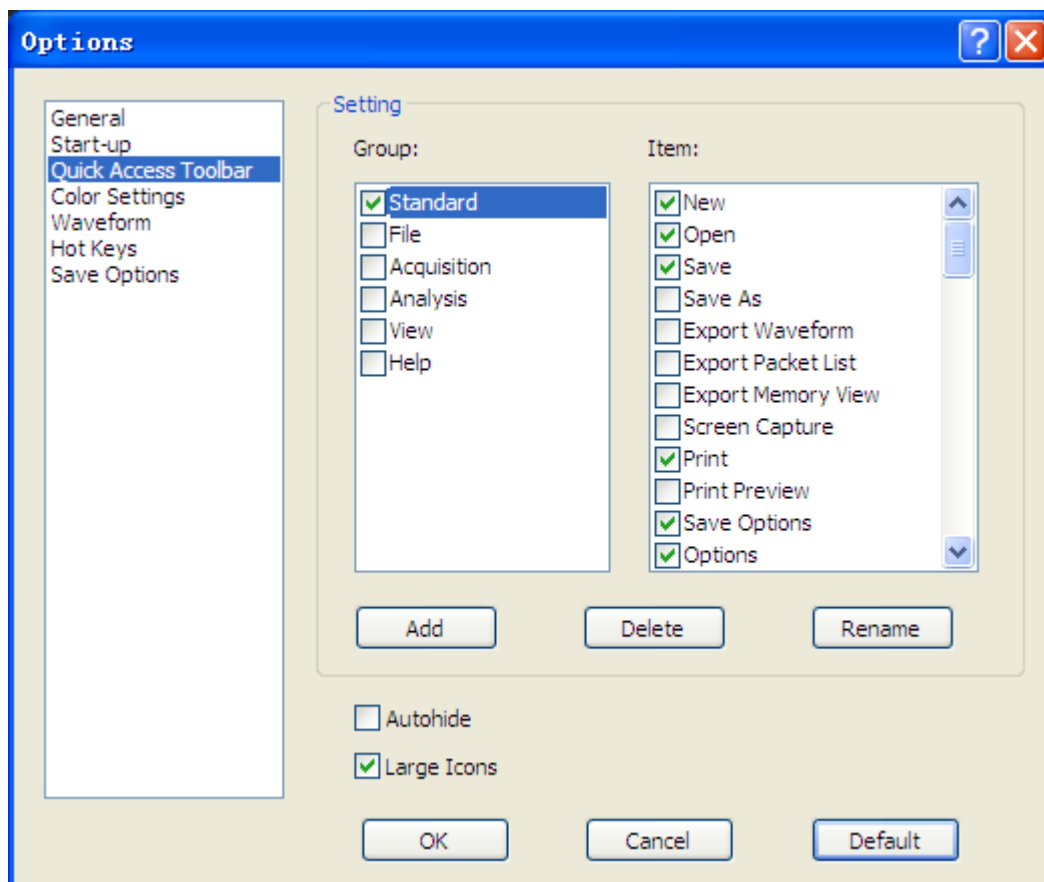 Options
General
Start-up
Quick Access Toolbar
Color Settings
Waveform
Hot Keys
Save Options
Setting
Group:
Standard
File
Acquisition
Analysis
View
Help
Item:
New
Open
Save
Save As
Export Waveform
Export Packet List
Export Memory View
Screen Capture
Print
Print Preview
Save Options
Options
Add
Delete
Rename
Autohide
Large Icons
OK
Cancel
Default